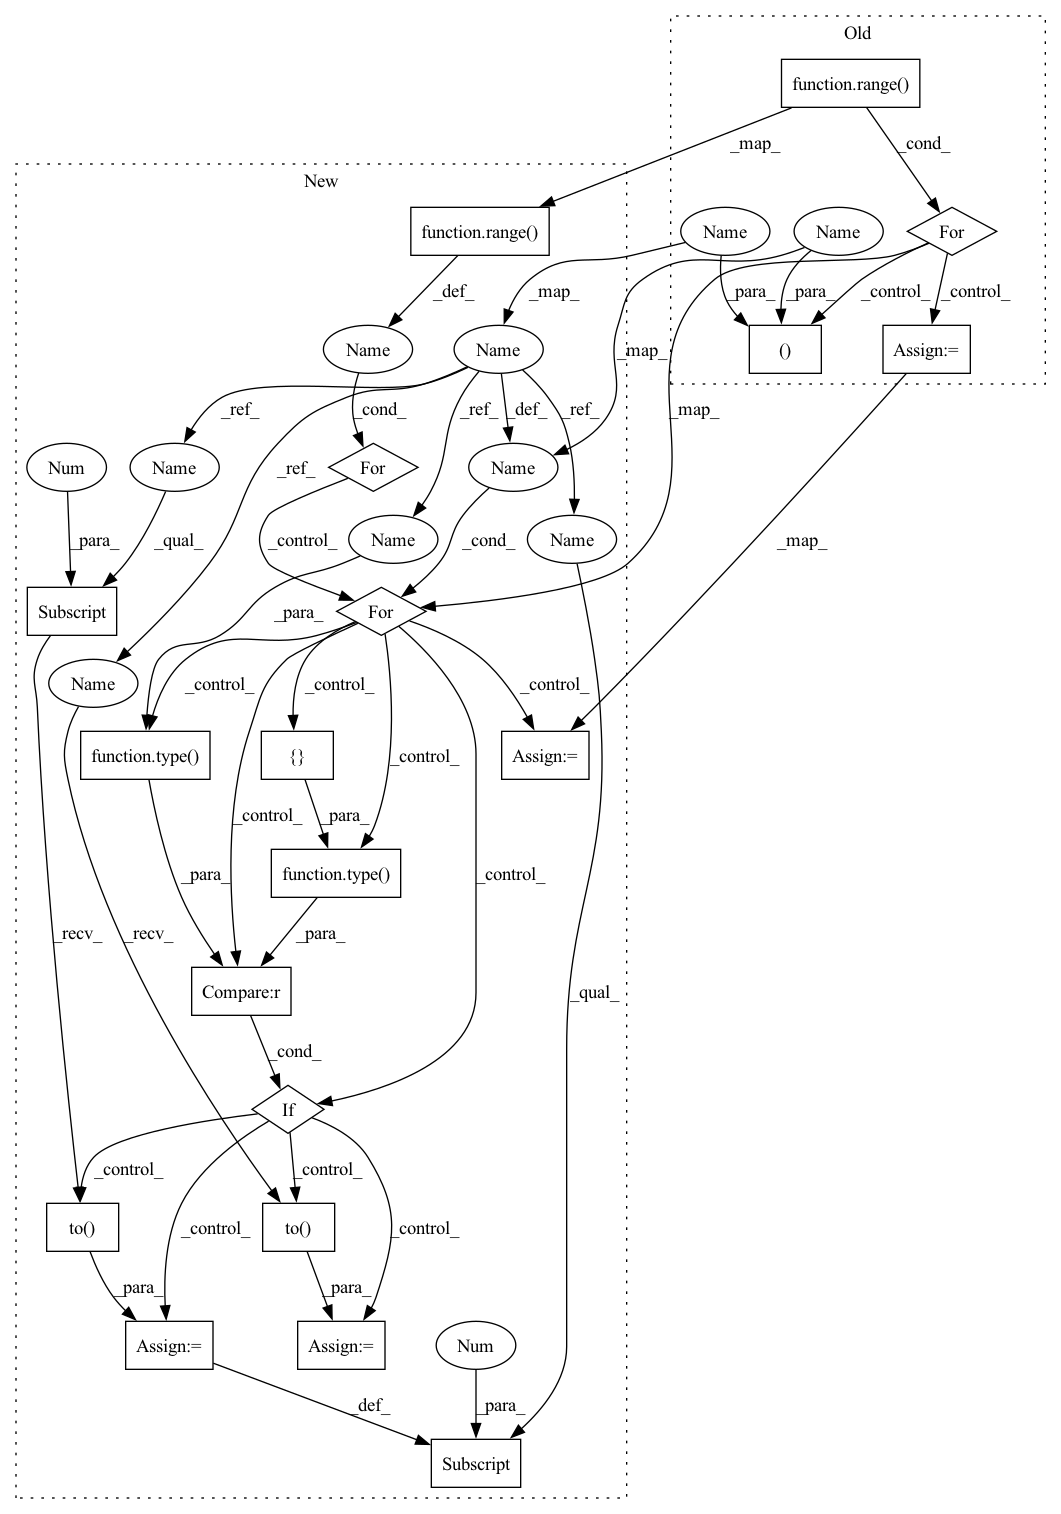 Old
function.range()
_map_
_cond_
New
function.range()
Name
Name
For
_def_
_map_
_para_
_para_
_control_
_control_
Name
Name
_map_
()
Assign:=
_ref_
_cond_
_ref_
_def_
_ref_
_map_
Num
Name
_ref_
For
Name
_para_
_qual_
_control_
Name
_cond_
Name
_map_
Subscript
_para_
For
Name
_control_
_control_
_control_
function.type()
{}
_control_
Assign:=
_control_
_para_
_para_
function.type()
_control_
_recv_
_recv_
_para_
Compare:r
_qual_
_cond_
If
_control_
_control_
to()
_control_
to()
_control_
_para_
_para_
Assign:=
Assign:=
Num
_def_
_para_
Subscript